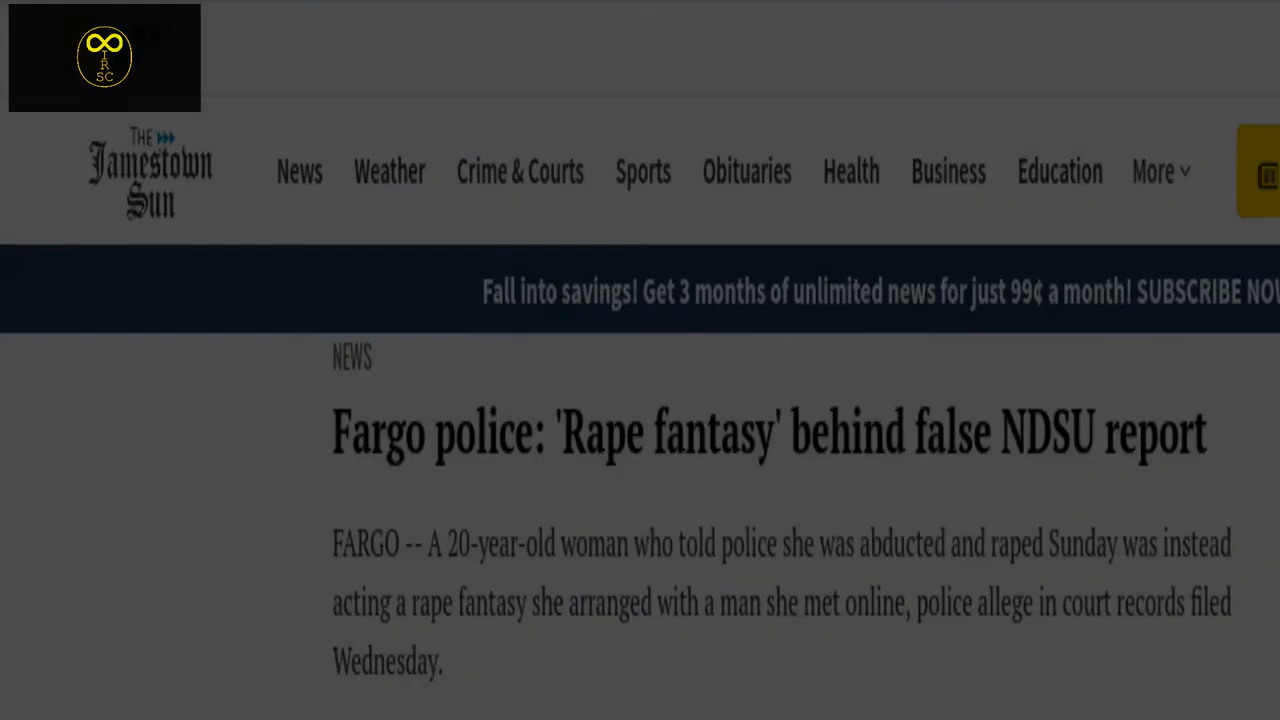 ∞
I
R
SC
THE
Jamestown
Sun
News Weather Crime & Courts Sports Obituaries Health Business Education More
Fall into savings! Get 3 months of unlimited news for just 99¢ a month! SUBSCRIBE NO
NEWS
Fargo police: 'Rape fantasy' behind false NDSU report
FARGO -- A 20-year-old woman who told police she was abducted and raped Sunday was instead
acting a rape fantasy she arranged with a man she met online, police allege in court records filed
Wednesday.